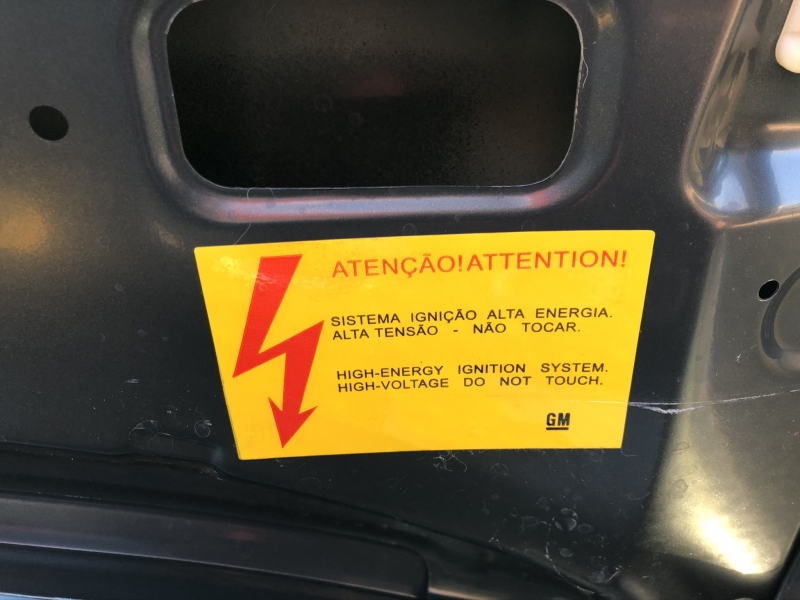 ATENÇÃO!ATTENTION!
SISTEMA IGNIÇÃO ALTA ENERGIA.
ALTA TENSÃO - NÃO TOCAR.
HIGH-ENERGY IGNITION SYSTEM.
HIGH-VOLTAGE DO NOT TOUCH.
GM